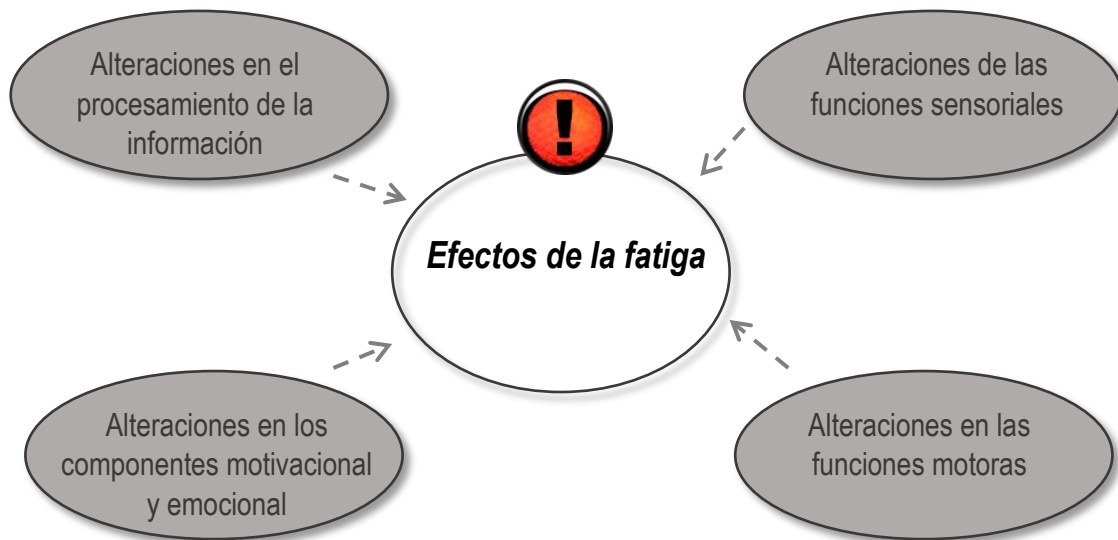 Alteraciones en el
procesamiento de la
información
Alteraciones de las
funciones sensoriales
!
Efectos de la fatiga
Alteraciones en los
componentes motivacional
y emocional
Alteraciones en las
funciones motoras